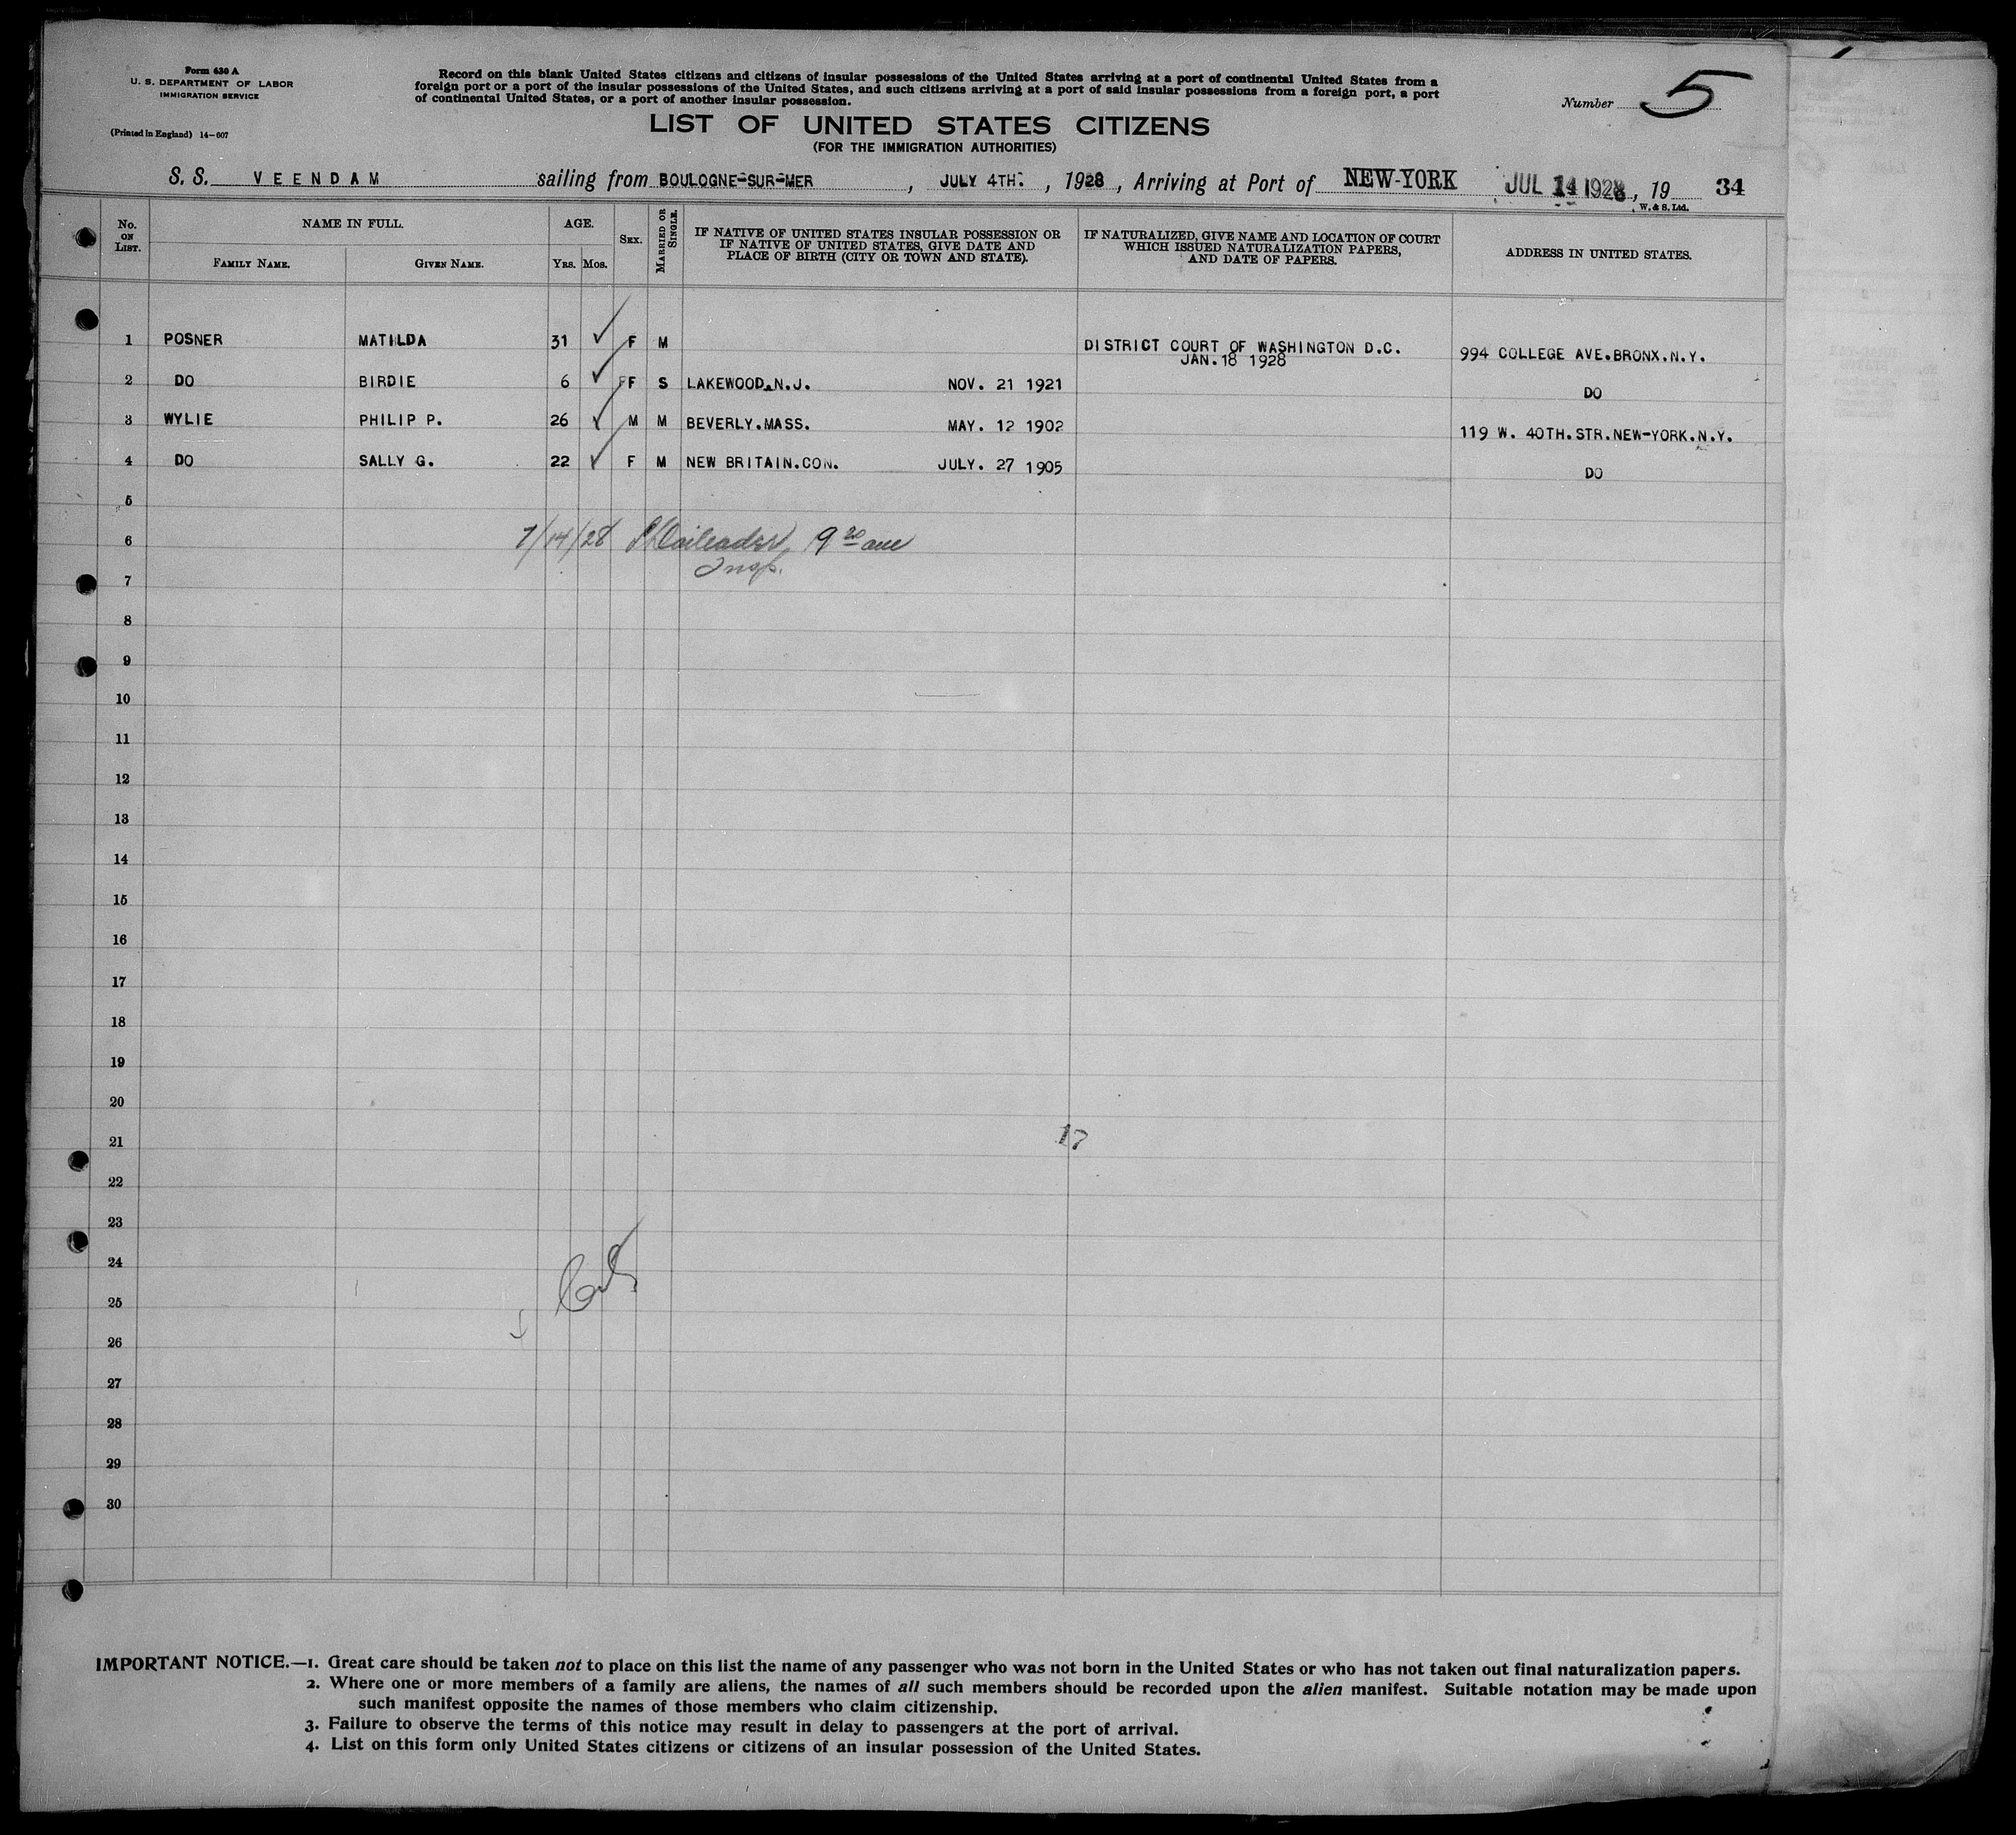 Form 630 A
U. S. DEPARTMENT OF LABOR
IMMIGRATION SERVICE
(Printed in England) 14-607
Record on this blank United States citizens and citizens of insular possessions of the United States arriving at a port of continental United States from a
foreign port or a port of the insular possessions of the United States, and such citizens arriving at a port of said insular possessions from a foreign port, a port
of continental United States, or a port of another insular possession.
Number 5
LIST OF UNITED STATES CITIZENS
(FOR THE IMMIGRATION AUTHORITIES)
S. S. VEENDAM sailing from BOULOGNE-SUR-MER, JULY 4TH., 1928, Arriving at Port of NEW-YORK JUL 14 1928, 19 34
W. & S. Ltd.
No. ON LIST. NAME IN FULL. AGE. SEX. MARRIED OR SINGLE. IF NATIVE OF UNITED STATES INSULAR POSSESSION OR IF NATIVE OF UNITED STATES, GIVE DATE AND PLACE OF BIRTH (CITY OR TOWN AND STATE). IF NATURALIZED, GIVE NAME AND LOCATION OF COURT WHICH ISSUED NATURALIZATION PAPERS, AND DATE OF PAPERS. ADDRESS IN UNITED STATES.
FAMILY NAME. GIVEN NAME. YRS. MOS.
1 POSNER MATILDA 31 F M DISTRICT COURT OF WASHINGTON D.C. JAN.18 1928 994 COLLEGE AVE.BRONX.N.Y.
2 DO BIRDIE 6 F S LAKEWOOD.N.J. NOV. 21 1921 DO
3 WYLIE PHILIP P. 26 M M BEVERLY.MASS. MAY. 12 1902 119 W. 40TH.STR.NEW-YORK.N.Y.
4 DO SALLY G. 22 F M NEW BRITAIN.CON. JULY. 27 1905 DO
5
6 7/14/28 9 20 am
Insp.
7
8
9
10
11
12
13
14
15
16
17
18
19
20
21 17
22
23
24
25
26
27
28
29
30
IMPORTANT NOTICE.—1. Great care should be taken not to place on this list the name of any passenger who was not born in the United States or who has not taken out final naturalization papers.
2. Where one or more members of a family are aliens, the names of all such members should be recorded upon the alien manifest. Suitable notation may be made upon
such manifest opposite the names of those members who claim citizenship.
3. Failure to observe the terms of this notice may result in delay to passengers at the port of arrival.
4. List on this form only United States citizens or citizens of an insular possession of the United States.